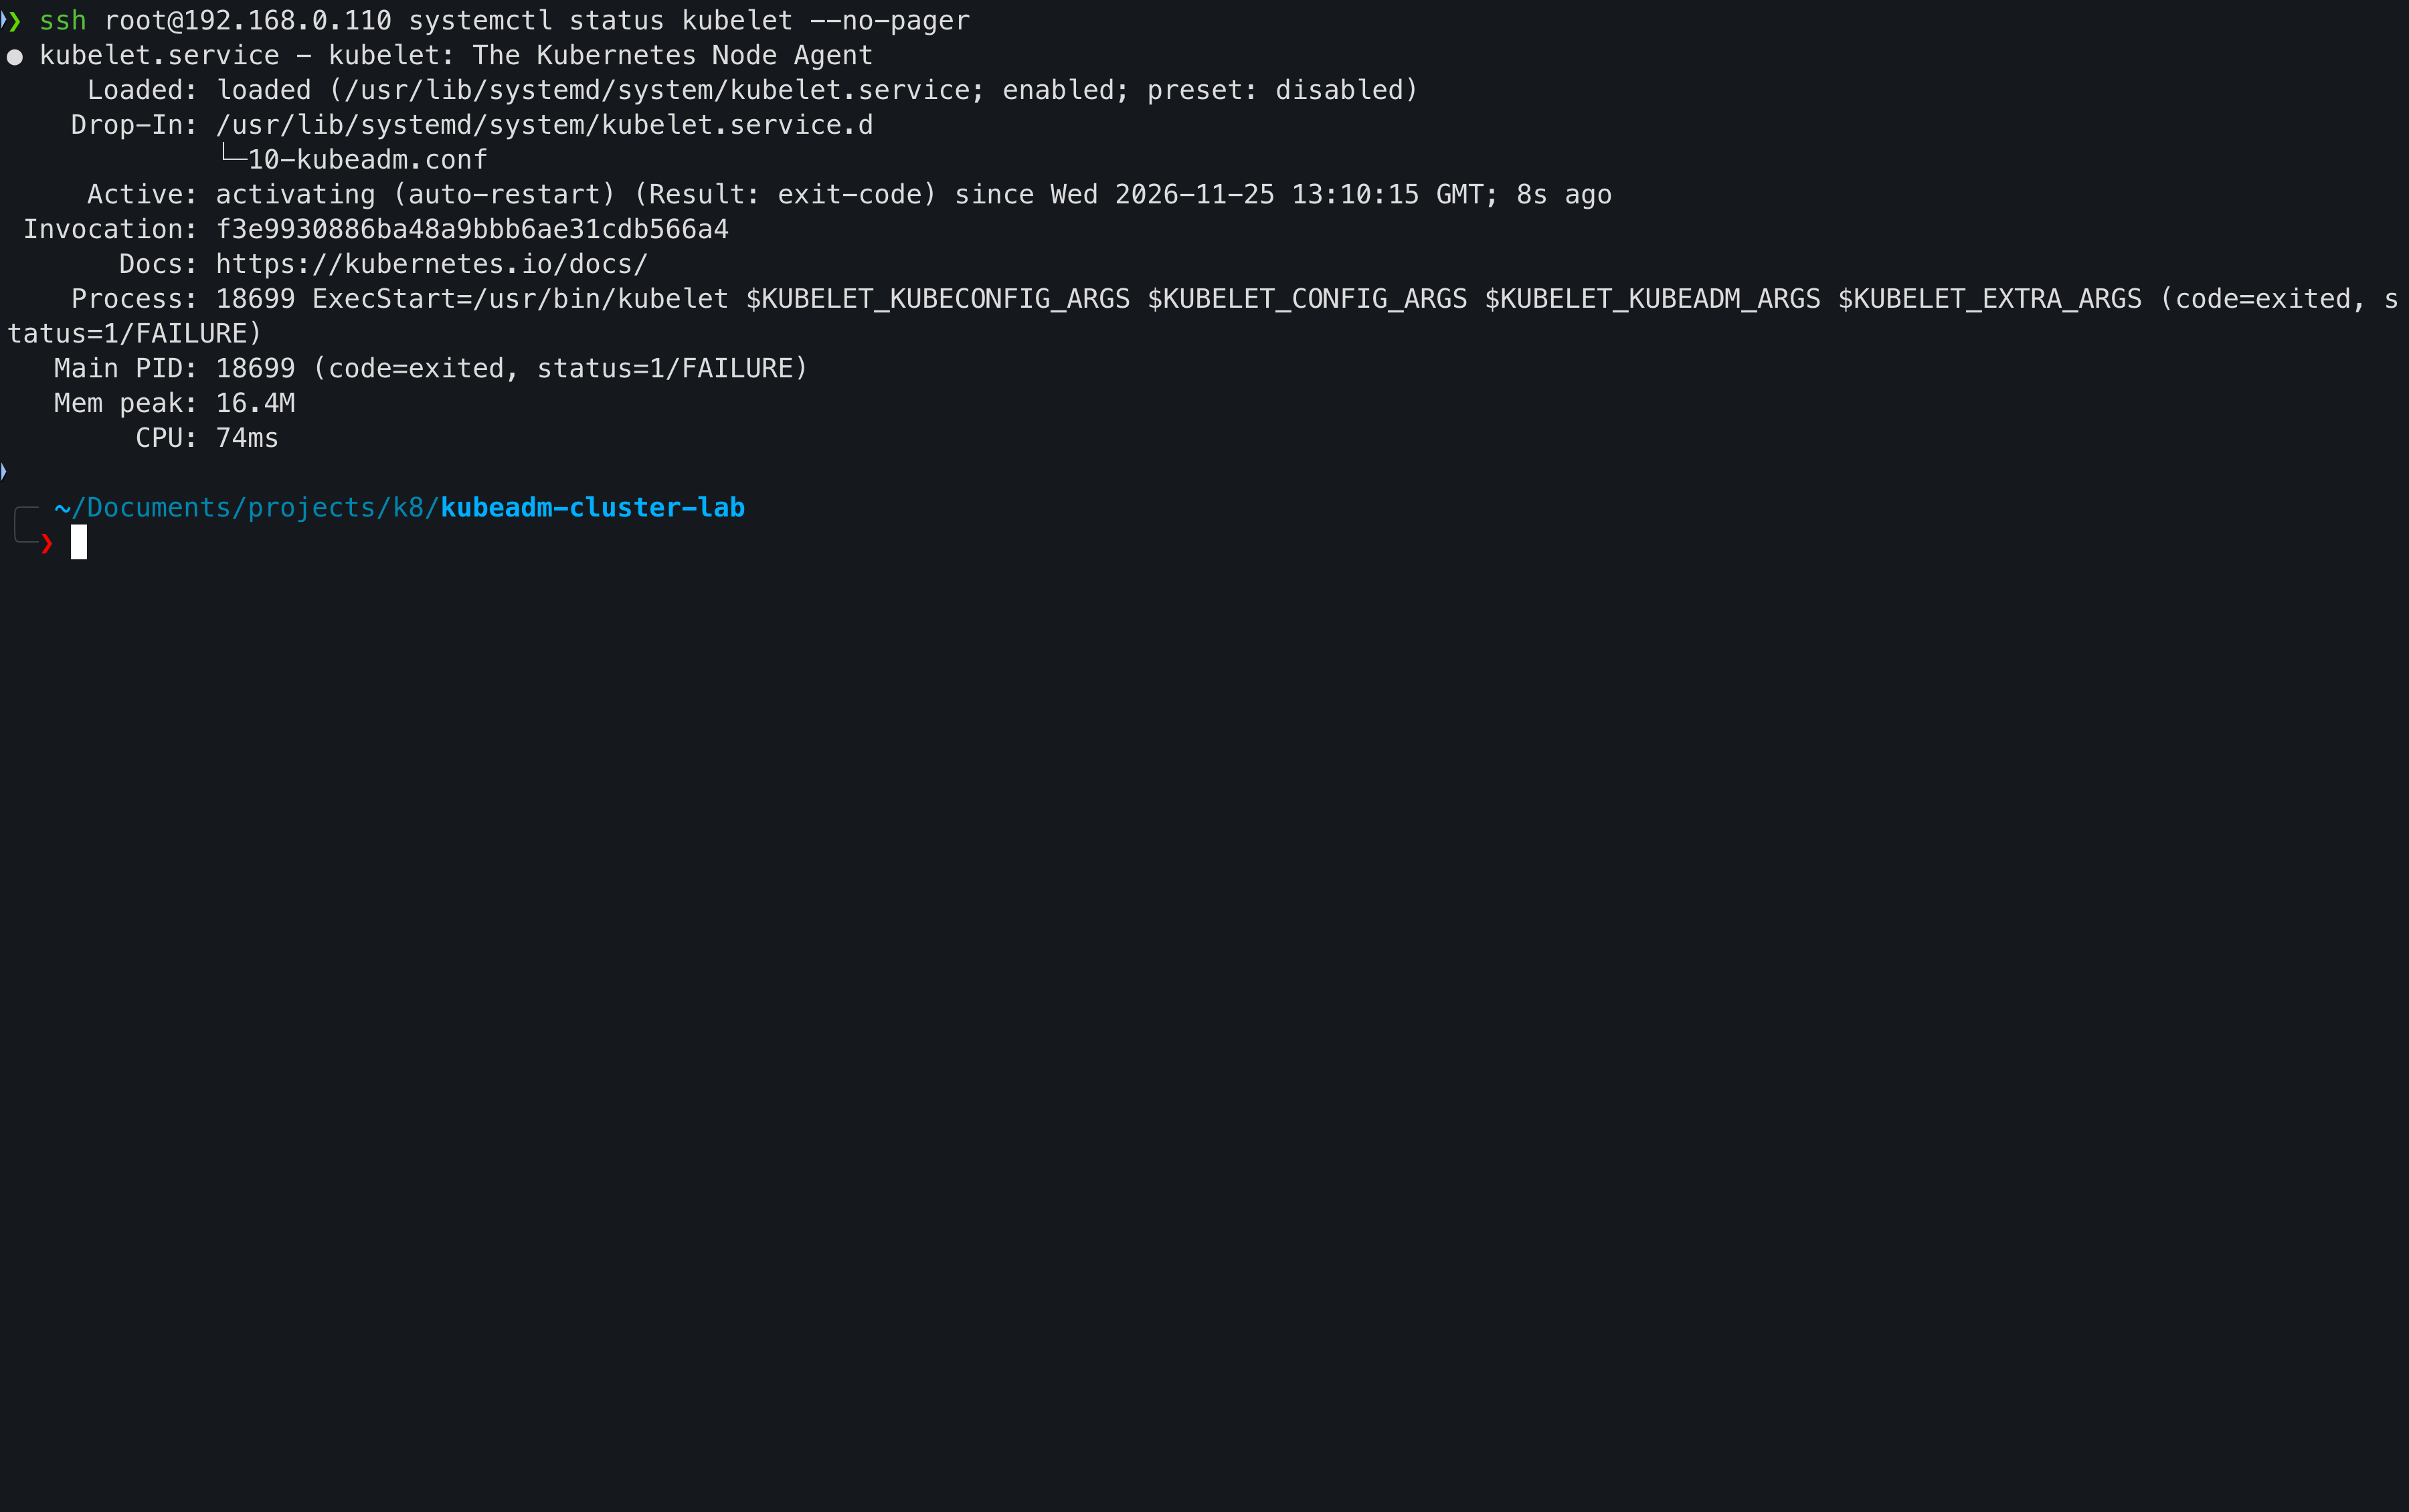 ❯ ssh root@192.168.0.110 systemctl status kubelet --no-pager
● kubelet.service - kubelet: The Kubernetes Node Agent
     Loaded: loaded (/usr/lib/systemd/system/kubelet.service; enabled; preset: disabled)
    Drop-In: /usr/lib/systemd/system/kubelet.service.d
             └─10-kubeadm.conf
     Active: activating (auto-restart) (Result: exit-code) since Wed 2026-11-25 13:10:15 GMT; 8s ago
 Invocation: f3e9930886ba48a9bbb6ae31cdb566a4
       Docs: https://kubernetes.io/docs/
    Process: 18699 ExecStart=/usr/bin/kubelet $KUBELET_KUBECONFIG_ARGS $KUBELET_CONFIG_ARGS $KUBELET_KUBEADM_ARGS $KUBELET_EXTRA_ARGS (code=exited, s
tatus=1/FAILURE)
   Main PID: 18699 (code=exited, status=1/FAILURE)
   Mem peak: 16.4M
        CPU: 74ms
~/Documents/projects/k8/kubeadm-cluster-lab
❯